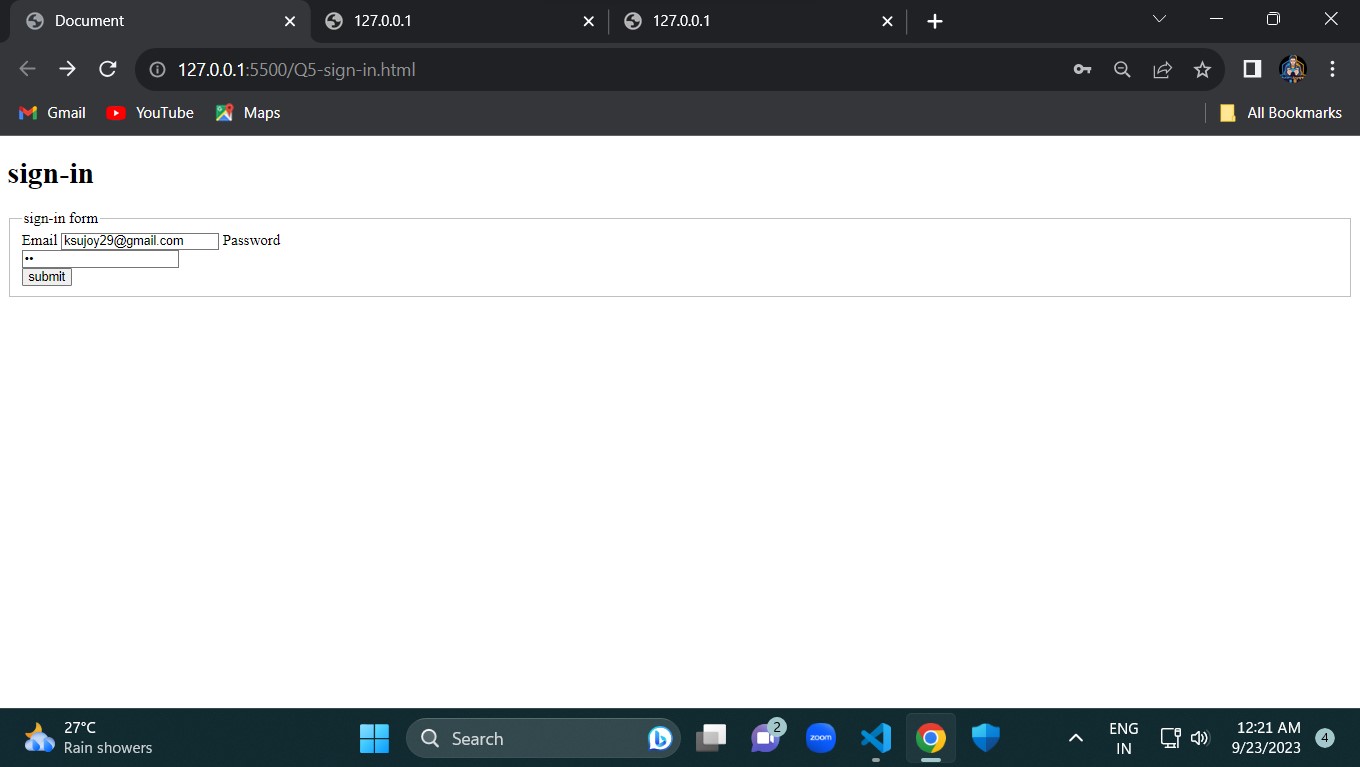 Document 127.0.0.1 127.0.0.1
127.0.0.1:5500/Q5-sign-in.html
Gmail YouTube Maps All Bookmarks
sign-in
sign-in form
Email ksujoy29@gmail.com Password
••
submit
27°C
Rain showers
Search
2
zoom
ENG
IN
12:21 AM
9/23/2023
4